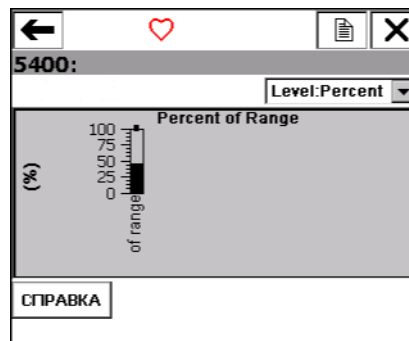 5400:
Level:Percent
Percent of Range
100
75
50
25
0
(%)
of range
СПРАВКА